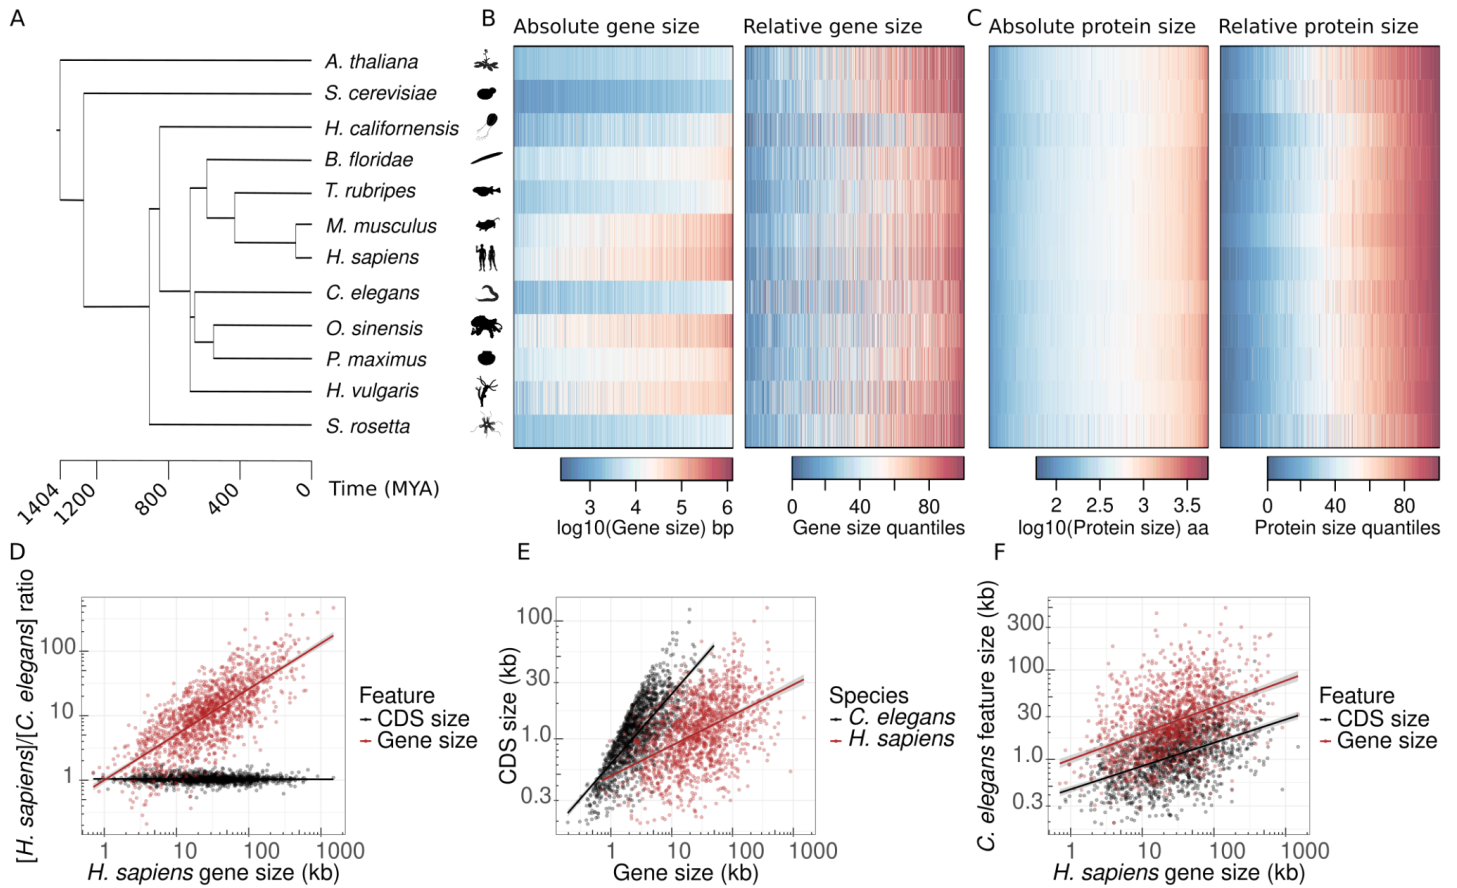 A
B
Absolute gene size
Relative gene size
C
Absolute protein size
Relative protein size
A. thaliana
S. cerevisiae
H. californensis
B. floridae
T. rubripes
M. musculus
H. sapiens
C. elegans
O. sinensis
P. maximus
H. vulgaris
S. rosetta
1404
1200
800
400
0
Time (MYA)
3
4
5
6
log10(Gene size) bp
0
40
80
Gene size quantiles
2
2.5
3
3.5
log10(Protein size) aa
0
40
80
Protein size quantiles
D
[H. sapiens]/[C. elegans] ratio
100
10
1
1
10
100
1000
H. sapiens gene size (kb)
Feature
CDS size
Gene size
E
CDS size (kb)
100
30
1.0
0.3
1
10
100
1000
Gene size (kb)
Species
C. elegans
H. sapiens
F
C. elegans feature size (kb)
300
100
30
1.0
0.3
1
10
100
1000
H. sapiens gene size (kb)
Feature
CDS size
Gene size